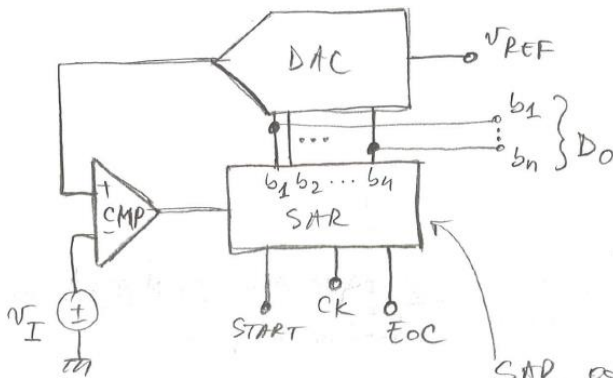 DAC
VREF
b1
...
bn
} D0
b1 b2 ... bn
SAR
+
CMP
-
VI
±
START
CK
EOC
SAR